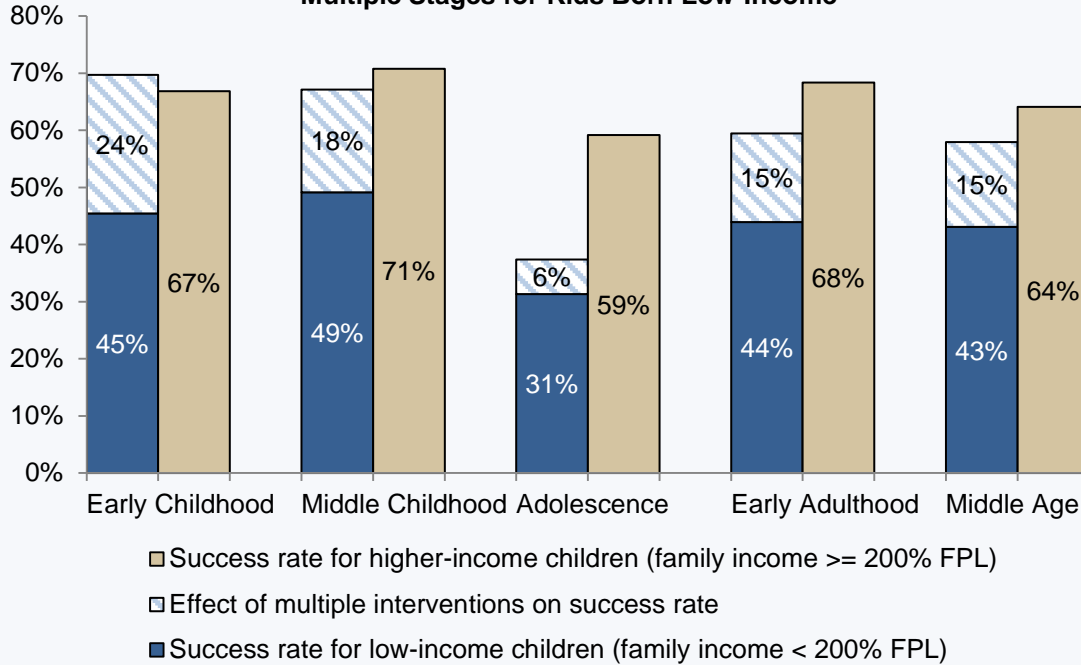 Multiple Stages for Kids Born Low-Income
80%
70%
60%
50%
40%
30%
20%
10%
0%
24%
45%
67%
18%
49%
71%
6%
31%
59%
15%
44%
68%
15%
43%
64%
Early Childhood
Middle Childhood
Adolescence
Early Adulthood
Middle Age
Success rate for higher-income children (family income >= 200% FPL)
Effect of multiple interventions on success rate
Success rate for low-income children (family income < 200% FPL)